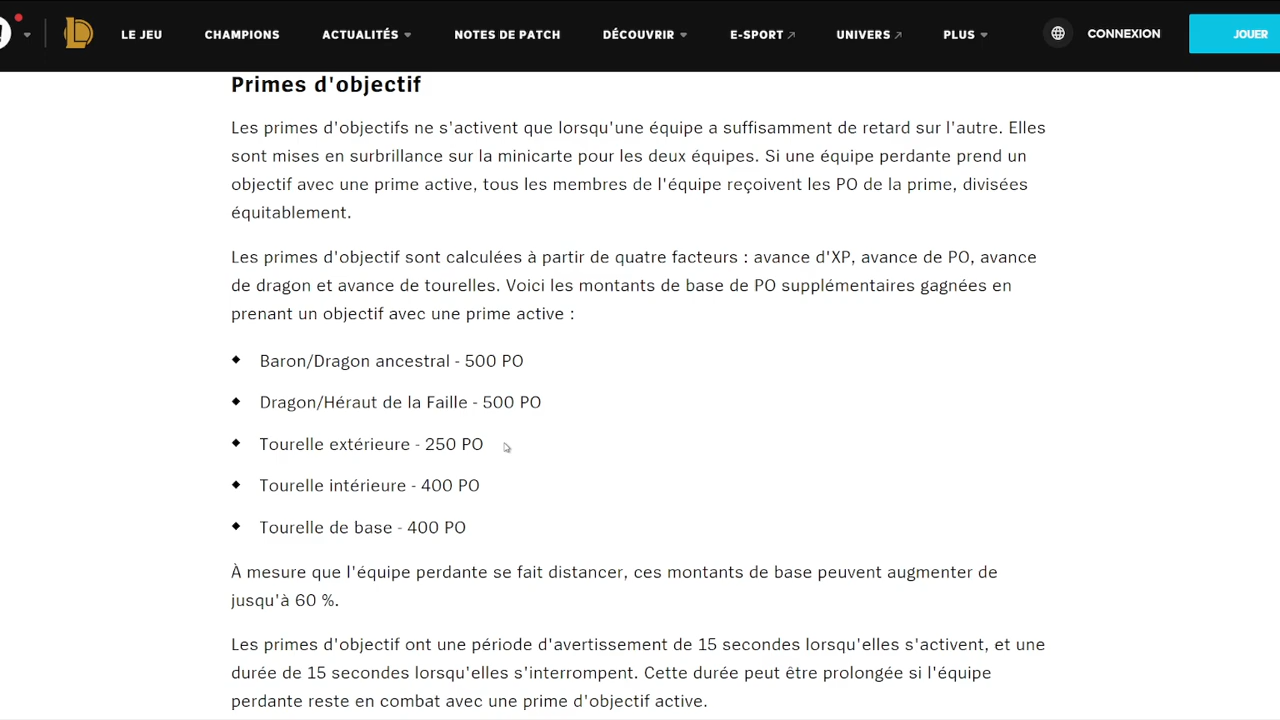 LE JEU CHAMPIONS ACTUALITÉS NOTES DE PATCH DÉCOUVRIR E-SPORT UNIVERS PLUS CONNEXION JOUER
Primes d'objectif
Les primes d'objectifs ne s'activent que lorsqu'une équipe a suffisamment de retard sur l'autre. Elles
sont mises en surbrillance sur la minicarte pour les deux équipes. Si une équipe perdante prend un
objectif avec une prime active, tous les membres de l'équipe reçoivent les PO de la prime, divisées
équitablement.
Les primes d'objectif sont calculées à partir de quatre facteurs : avance d'XP, avance de PO, avance
de dragon et avance de tourelles. Voici les montants de base de PO supplémentaires gagnées en
prenant un objectif avec une prime active :
Baron/Dragon ancestral - 500 PO
Dragon/Héraut de la Faille - 500 PO
Tourelle extérieure - 250 PO
Tourelle intérieure - 400 PO
Tourelle de base - 400 PO
À mesure que l'équipe perdante se fait distancer, ces montants de base peuvent augmenter de
jusqu'à 60 %.
Les primes d'objectif ont une période d'avertissement de 15 secondes lorsqu'elles s'activent, et une
durée de 15 secondes lorsqu'elles s'interrompent. Cette durée peut être prolongée si l'équipe
perdante reste en combat avec une prime d'objectif active.